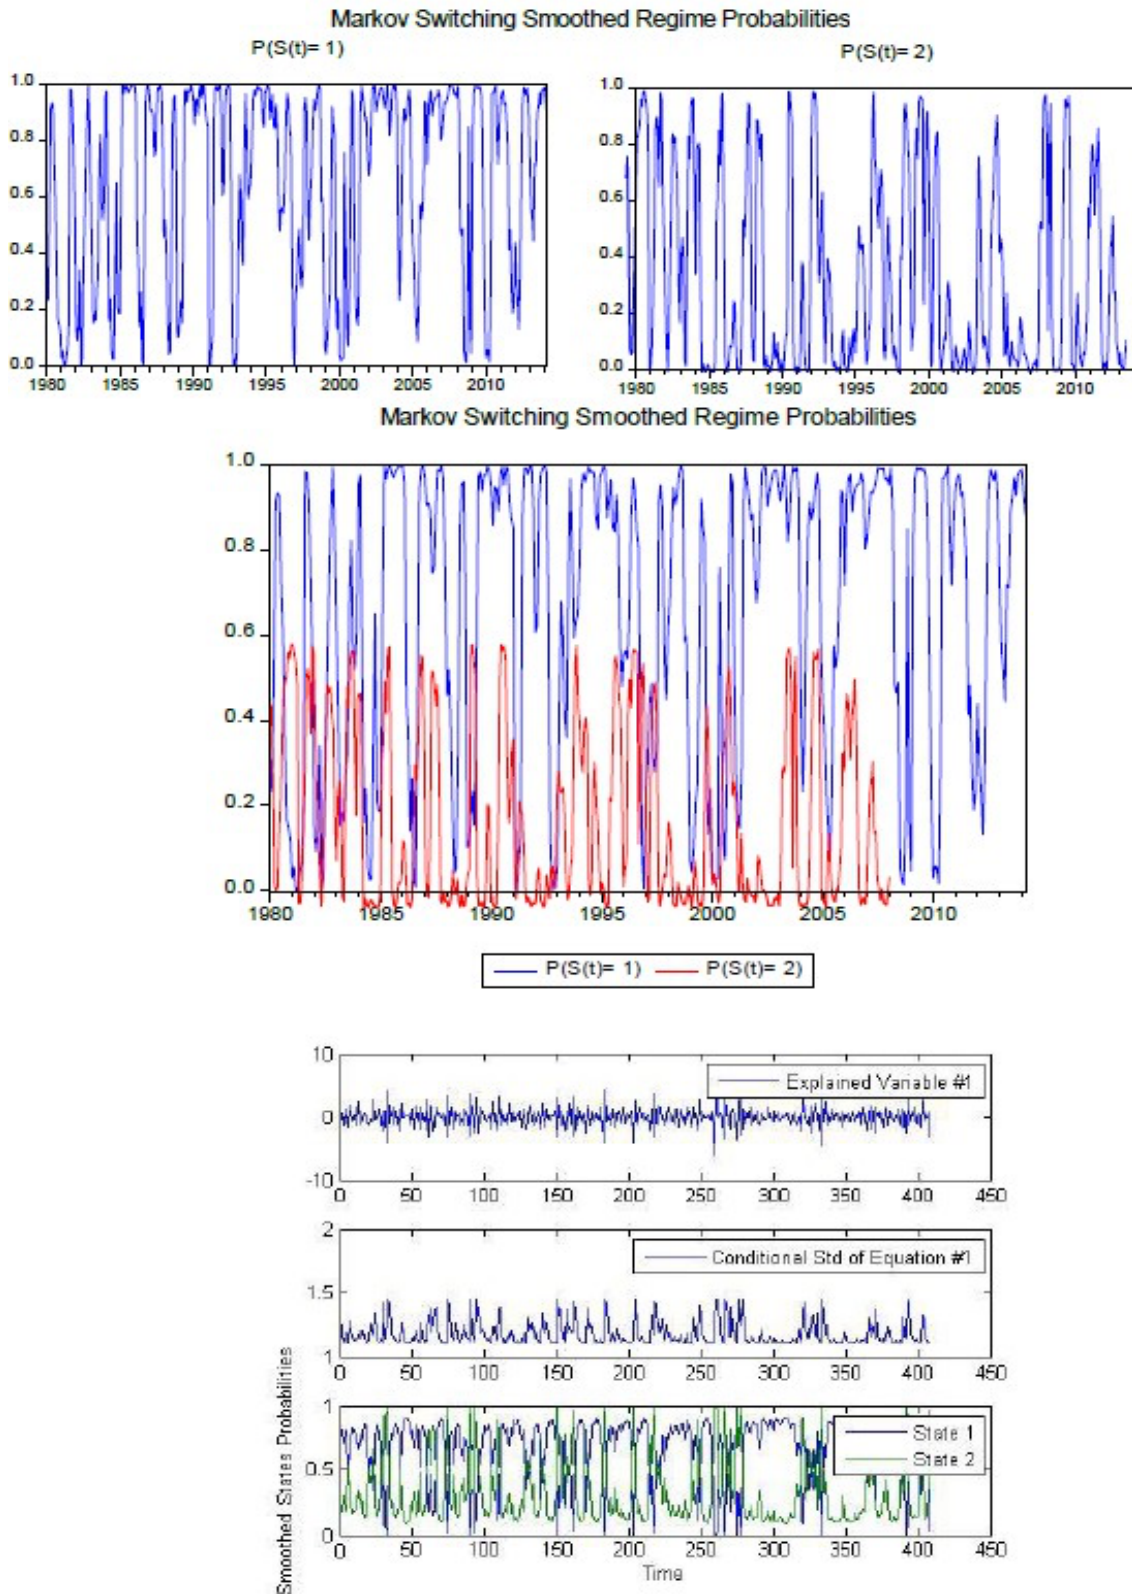 Markov Switching Smoothed Regime Probabilities
P(S(t)= 1)
P(S(t)= 2)
1.0
0.8
0.6
0.4
0.2
0.0
1980 1985 1990 1995 2000 2005 2010
1.0
0.8
0.6
0.4
0.2
0.0
1980 1985 1990 1995 2000 2005 2010
Markov Switching Smoothed Regime Probabilities
1.0
0.8
0.6
0.4
0.2
0.0
1980 1985 1990 1995 2000 2005 2010
P(S(t)= 1) P(S(t)= 2)
10
0
-10
Explained Variable #1
0 50 100 150 200 250 300 350 400 450
2
1.5
1
Conditional Std of Equation #1
0 50 100 150 200 250 300 350 400 450
Smoothed States Probabilities
1
0.5
0
State 1
State 2
0 50 100 150 200 250 300 350 400 450
Time